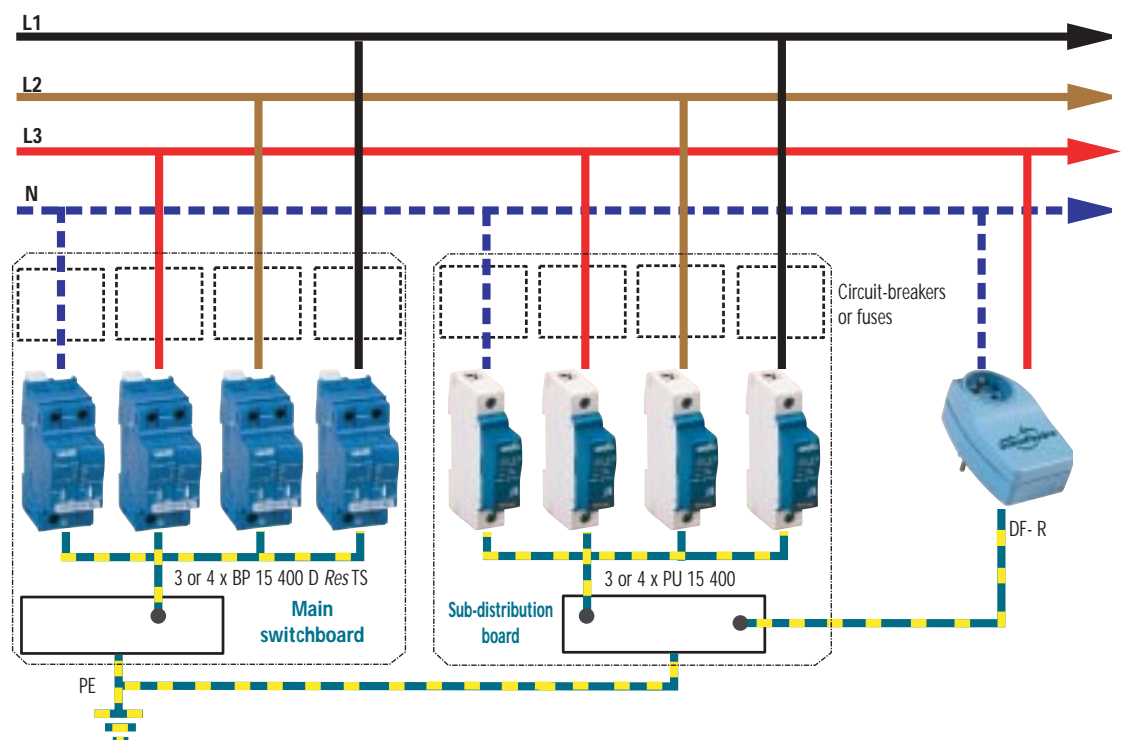 L1
L2
L3
N
Circuit-breakers
or fuses
DF- R
3 or 4 x BP 15 400 D Res TS
3 or 4 x PU 15 400
Main
switchboard
Sub-distribution
board
PE